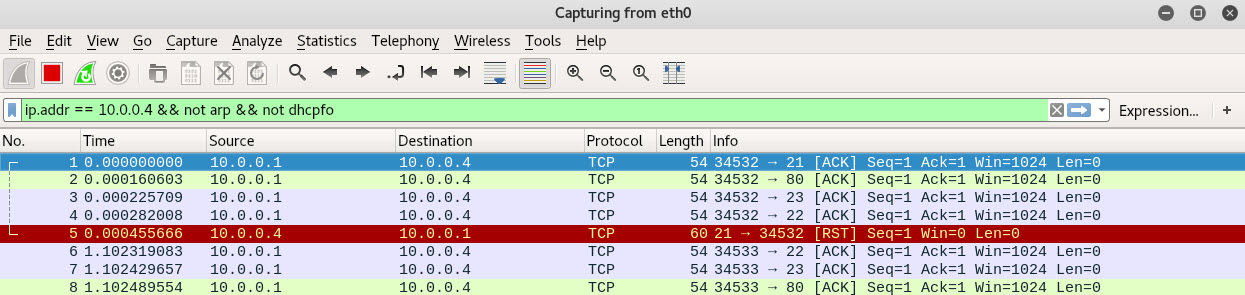 Capturing from eth0
File Edit View Go Capture Analyze Statistics Telephony Wireless Tools Help
ip.addr == 10.0.0.4 && not arp && not dhcpfo Expression... +
No. Time Source Destination Protocol Length Info
1 0.000000000 10.0.0.1 10.0.0.4 TCP 54 34532 → 21 [ACK] Seq=1 Ack=1 Win=1024 Len=0
2 0.000160603 10.0.0.1 10.0.0.4 TCP 54 34532 → 80 [ACK] Seq=1 Ack=1 Win=1024 Len=0
3 0.000225709 10.0.0.1 10.0.0.4 TCP 54 34532 → 23 [ACK] Seq=1 Ack=1 Win=1024 Len=0
4 0.000282008 10.0.0.1 10.0.0.4 TCP 54 34532 → 22 [ACK] Seq=1 Ack=1 Win=1024 Len=0
5 0.000455666 10.0.0.4 10.0.0.1 TCP 60 21 → 34532 [RST] Seq=1 Win=0 Len=0
6 1.102319083 10.0.0.1 10.0.0.4 TCP 54 34533 → 22 [ACK] Seq=1 Ack=1 Win=1024 Len=0
7 1.102429657 10.0.0.1 10.0.0.4 TCP 54 34533 → 23 [ACK] Seq=1 Ack=1 Win=1024 Len=0
8 1.102489554 10.0.0.1 10.0.0.4 TCP 54 34533 → 80 [ACK] Seq=1 Ack=1 Win=1024 Len=0